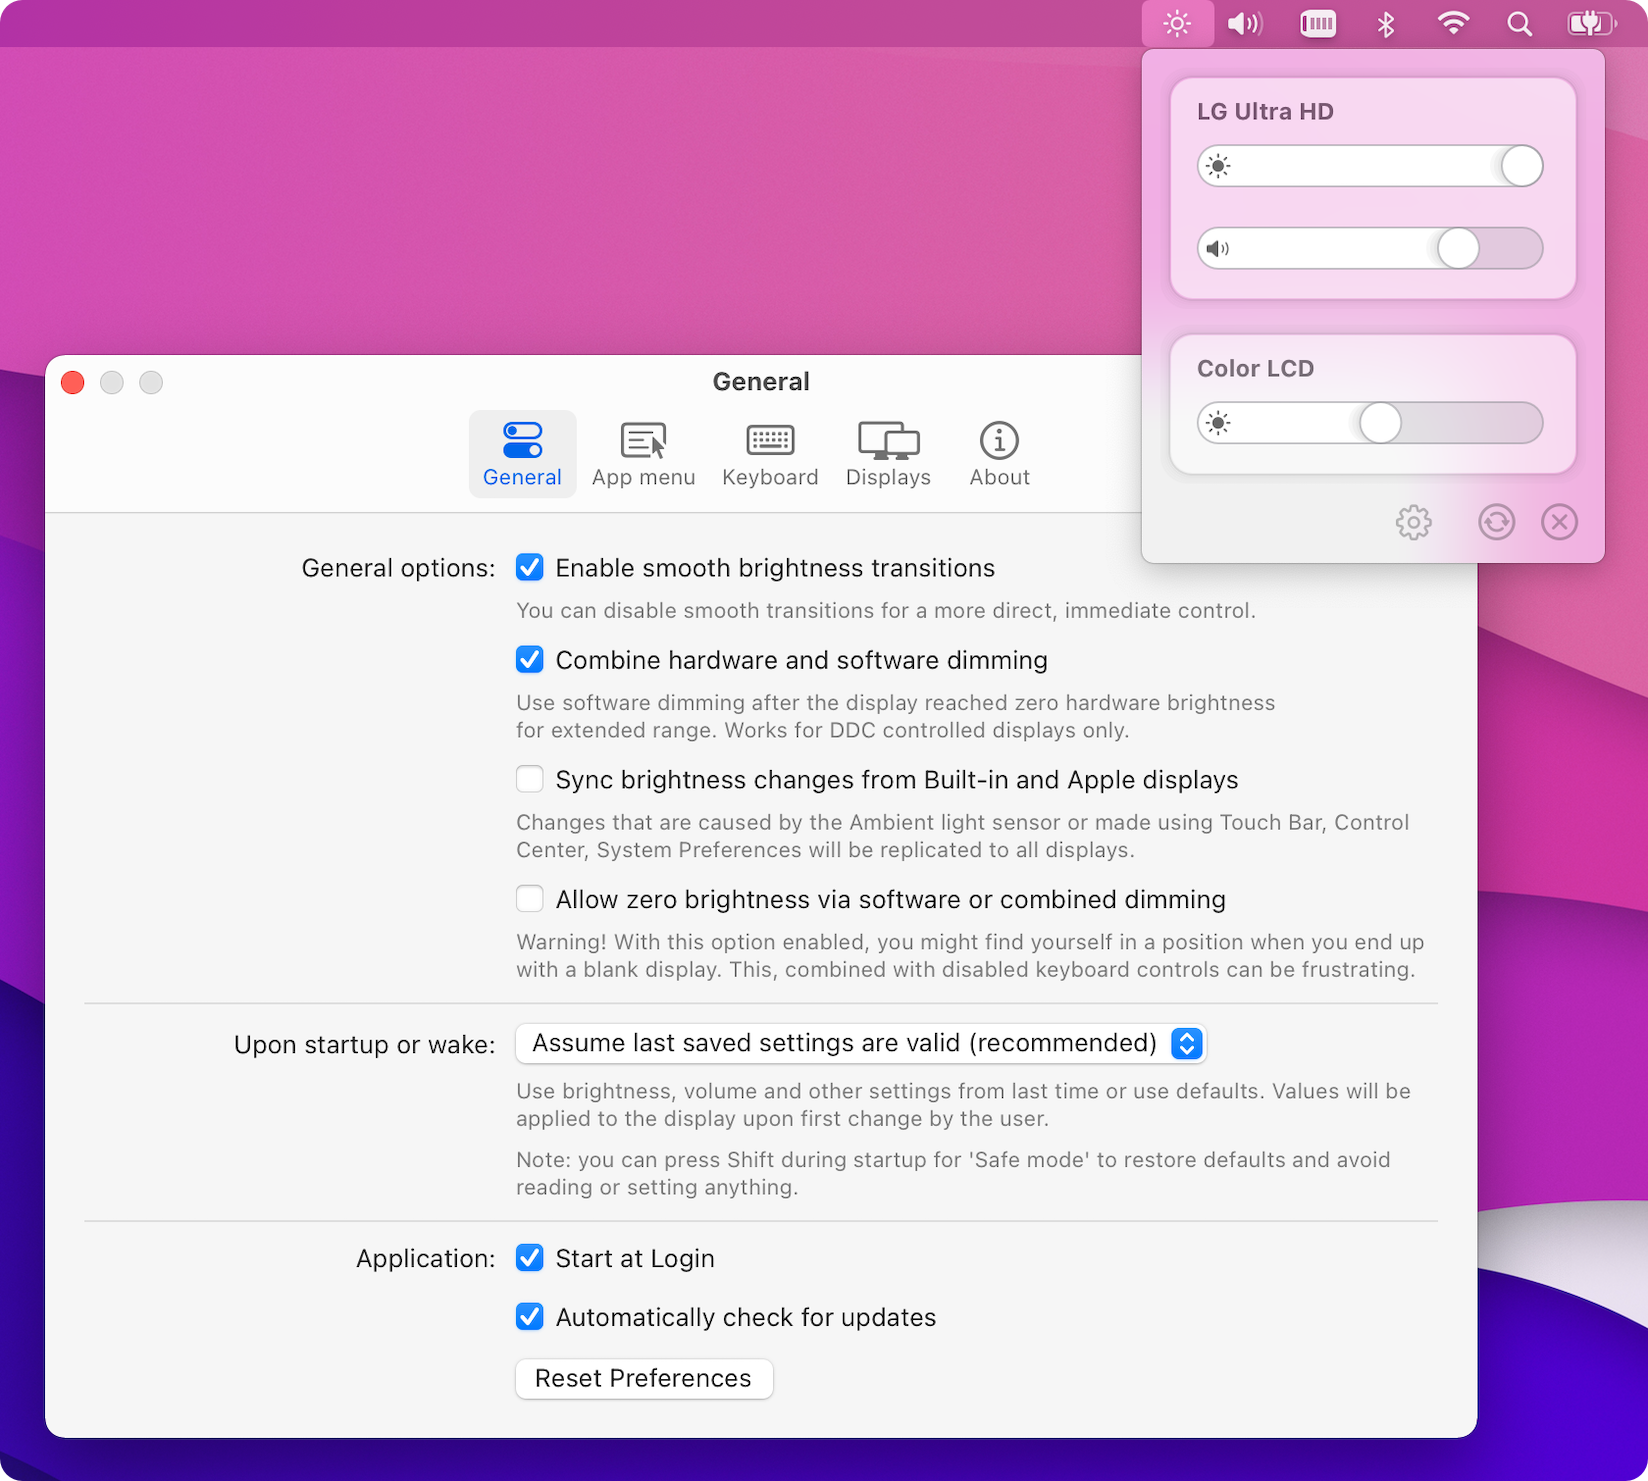 LG Ultra HD
Color LCD
General
General
App menu
Keyboard
Displays
About
General options:
Enable smooth brightness transitions
You can disable smooth transitions for a more direct, immediate control.
Combine hardware and software dimming
Use software dimming after the display reached zero hardware brightness
for extended range. Works for DDC controlled displays only.
Sync brightness changes from Built-in and Apple displays
Changes that are caused by the Ambient light sensor or made using Touch Bar, Control
Center, System Preferences will be replicated to all displays.
Allow zero brightness via software or combined dimming
Warning! With this option enabled, you might find yourself in a position when you end up
with a blank display. This, combined with disabled keyboard controls can be frustrating.
Upon startup or wake:
Assume last saved settings are valid (recommended)
Use brightness, volume and other settings from last time or use defaults. Values will be
applied to the display upon first change by the user.
Note: you can press Shift during startup for 'Safe mode' to restore defaults and avoid
reading or setting anything.
Application:
Start at Login
Automatically check for updates
Reset Preferences